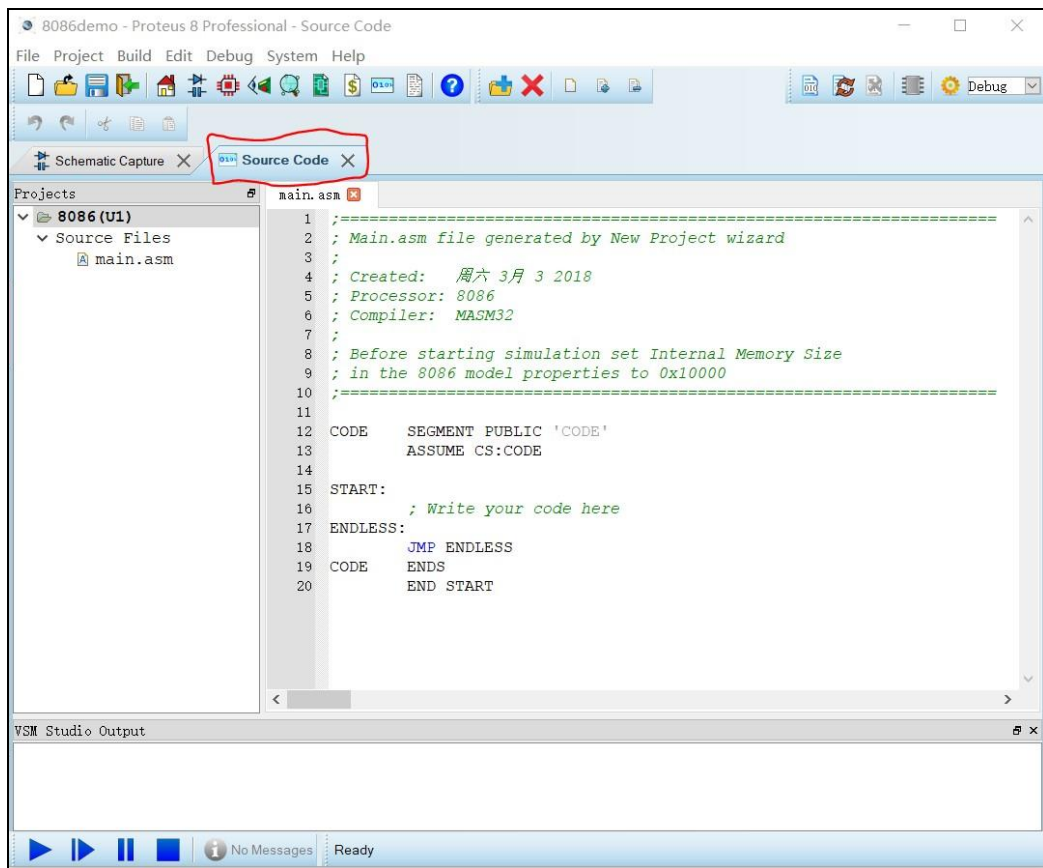 8086demo - Proteus 8 Professional - Source Code
File Project Build Edit Debug System Help
Debug
Schematic Capture
Source Code
Projects
8086(U1)
Source Files
main.asm
main.asm
1 ;====================================================================
2 ; Main.asm file generated by New Project wizard
3 ;
4 ; Created:   周六 3月 3 2018
5 ; Processor: 8086
6 ; Compiler:  MASM32
7 ;
8 ; Before starting simulation set Internal Memory Size
9 ; in the 8086 model properties to 0x10000
10 ;====================================================================
11
12 CODE    SEGMENT PUBLIC 'CODE'
13         ASSUME CS:CODE
14
15 START:
16         ; Write your code here
17 ENDLESS:
18         JMP ENDLESS
19 CODE    ENDS
20         END START
VSM Studio Output
No Messages
Ready